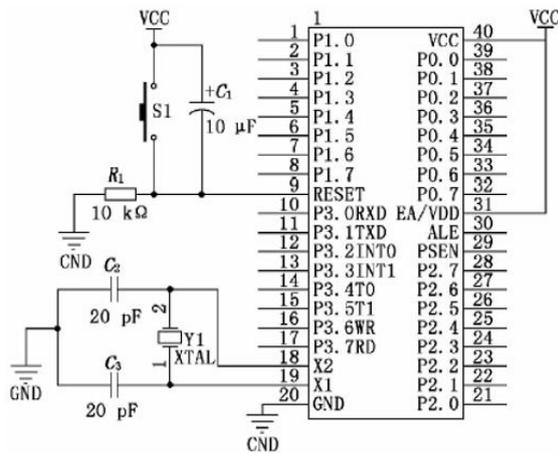 VCC
S1
+C₁
10 μF
R₁
10 kΩ
CND
C₂
20 pF
2
Y1
XTAL
1
C₃
20 pF
GND
1
1 P1.0 VCC 40
2 P1.1 P0.0 39
3 P1.2 P0.1 38
4 P1.3 P0.2 37
5 P1.4 P0.3 36
6 P1.5 P0.4 35
7 P1.6 P0.5 34
8 P1.7 P0.6 33
9 RESET P0.7 32
10 P3.0RXD EA/VDD 31
11 P3.1TXD ALE 30
12 P3.2INT0 PSEN 29
13 P3.3INT1 P2.7 28
14 P3.4T0 P2.6 27
15 P3.5T1 P2.5 26
16 P3.6WR P2.4 25
17 P3.7RD P2.3 24
18 X2 P2.2 23
19 X1 P2.1 22
20 GND P2.0 21
CND
VCC